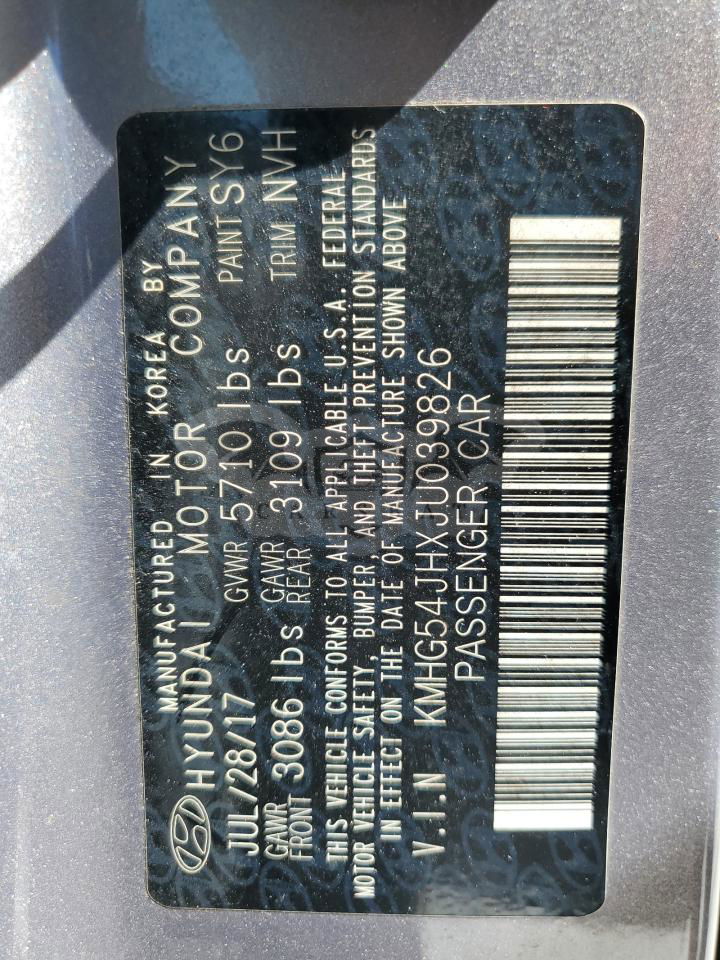 MANUFACTURED IN KOREA BY
HYUNDAI MOTOR COMPANY
JUL/28/17 GVWR 5710 lbs PAINT SY6
GAWR FRONT 3086 lbs GAWR REAR 3109 lbs TRIM NVH
THIS VEHICLE CONFORMS TO ALL APPLICABLE U.S.A. FEDERAL
MOTOR VEHICLE SAFETY, BUMPER, AND THEFT PREVENTION STANDARDS
IN EFFECT ON THE DATE OF MANUFACTURE SHOWN ABOVE
V.I.N KMHG54JHXJU039826
PASSENGER CAR